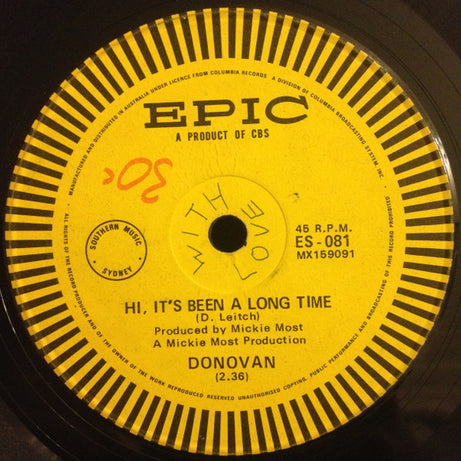 MANUFACTURED AND DISTRIBUTED IN AUSTRALIA UNDER LICENCE FROM COLUMBIA RECORDS • A DIVISION OF COLUMBIA BROADCASTING SYSTEM, INC.
EPIC
A PRODUCT OF CBS
30c
WITH
LOVE
SOUTHERN MUSIC
SYDNEY
45 R.P.M.
ES-081
MX159091
HI, IT'S BEEN A LONG TIME
(D. Leitch)
Produced by Mickie Most
A Mickie Most Production
DONOVAN
(2.36)
• ALL RIGHTS OF THE RECORD PRODUCER AND OF THE OWNER OF THE WORK REPRODUCED RESERVED UNAUTHORISED COPYING, PUBLIC PERFORMANCE AND BROADCASTING OF THIS RECORD PROHIBITED